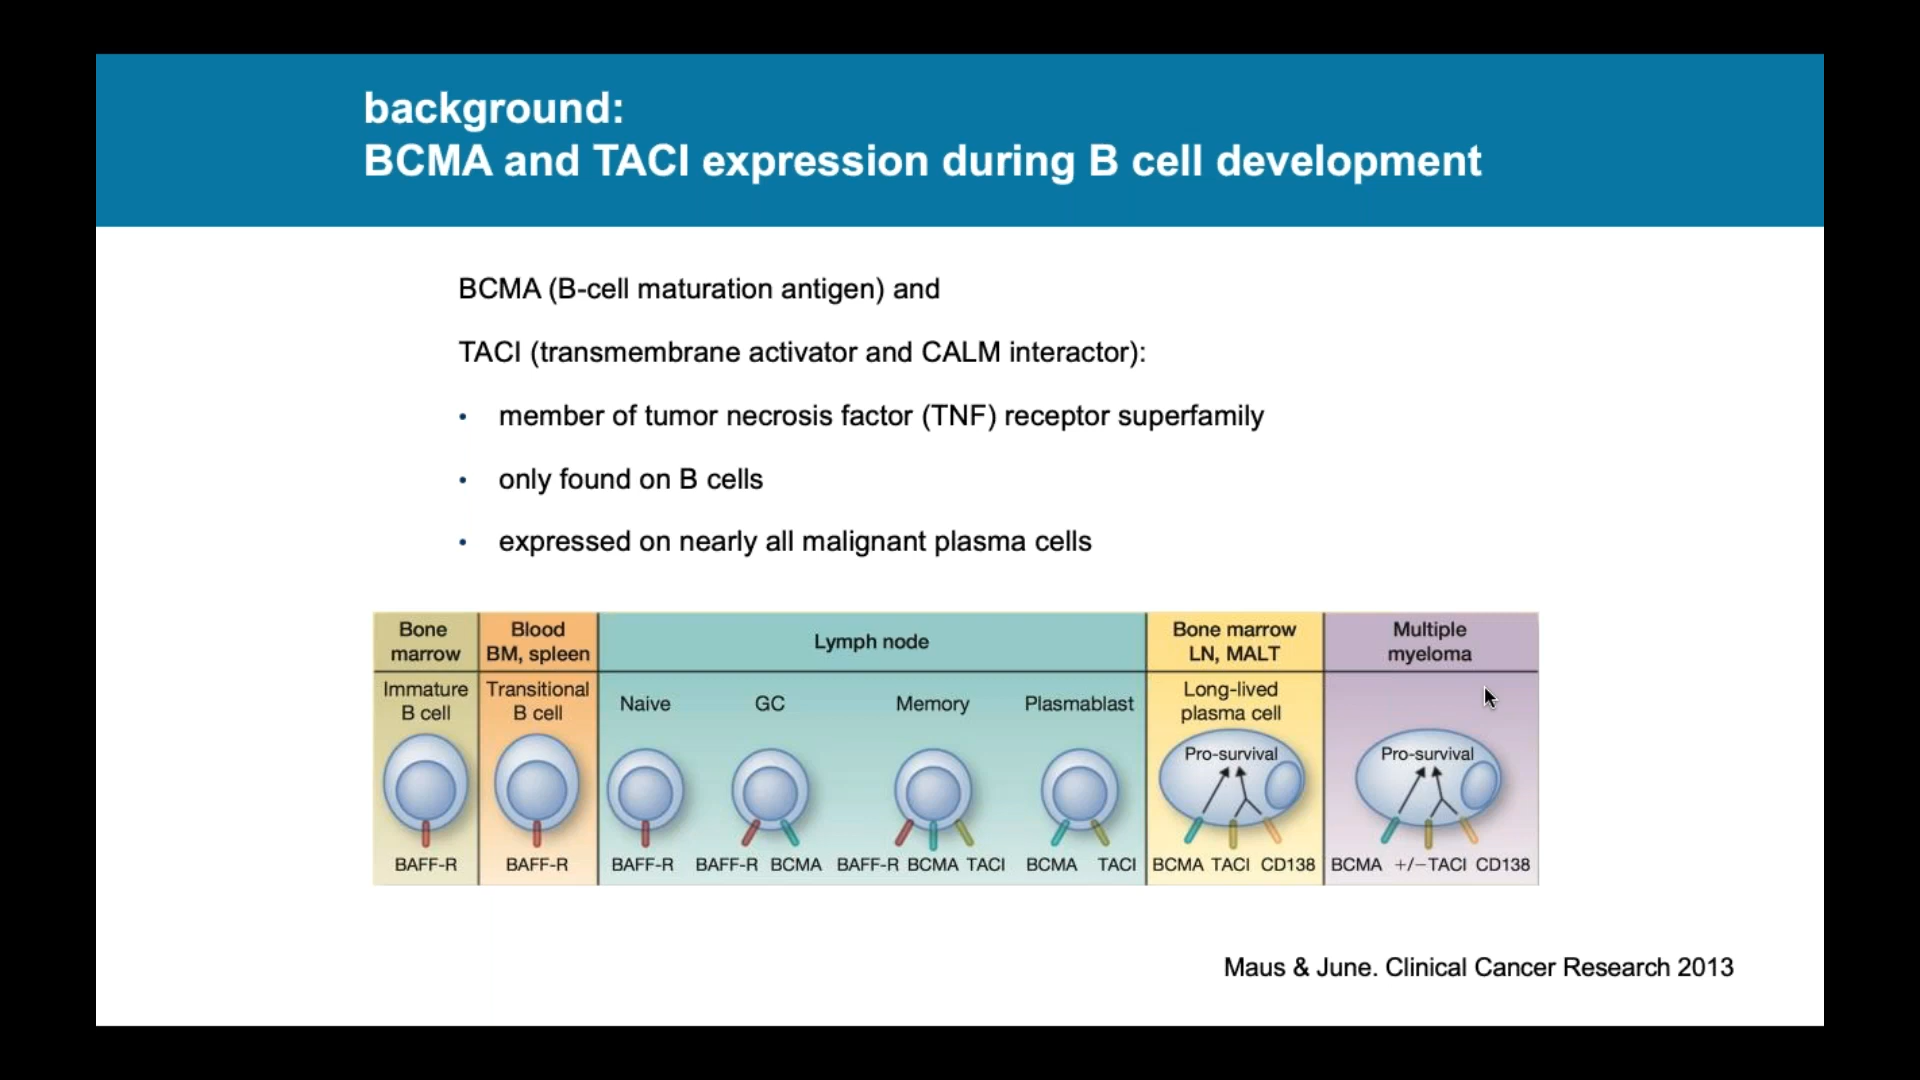 background:
BCMA and TACI expression during B cell development
BCMA (B-cell maturation antigen) and
TACI (transmembrane activator and CALM interactor):
• member of tumor necrosis factor (TNF) receptor superfamily
• only found on B cells
• expressed on nearly all malignant plasma cells
Bone
marrow
Blood
BM, spleen
Lymph node
Bone marrow
LN, MALT
Multiple
myeloma
Immature
B cell
Transitional
B cell
Naive
GC
Memory
Plasmablast
Long-lived
plasma cell
Pro-survival
Pro-survival
BAFF-R
BAFF-R
BAFF-R
BAFF-R BCMA
BAFF-R BCMA TACI
BCMA TACI
BCMA TACI CD138
BCMA +/−TACI CD138
Maus & June. Clinical Cancer Research 2013